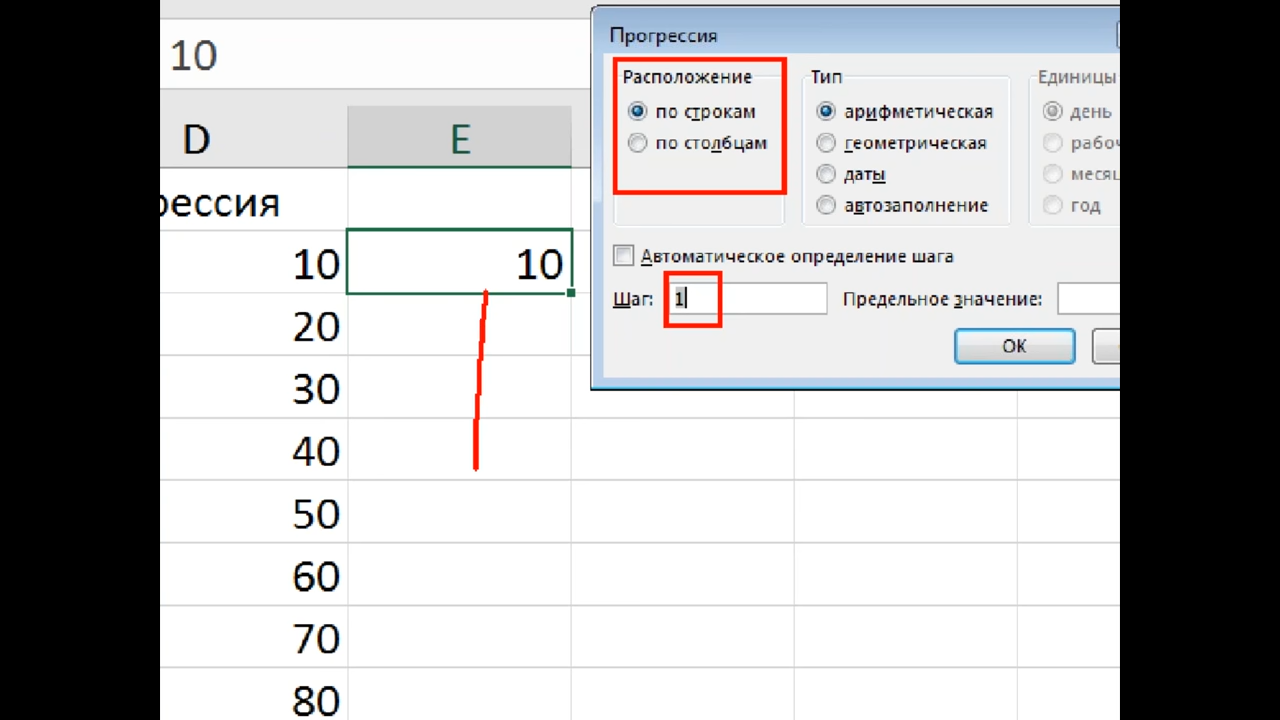 10
Прогрессия
Расположение
по строкам
по столбцам
Тип
арифметическая
геометрическая
даты
автозаполнение
Единицы
день
рабоч
месяц
год
Автоматическое определение шага
Шаг: 1
Предельное значение:
ОК
D E
рессия
10 10
20
30
40
50
60
70
80